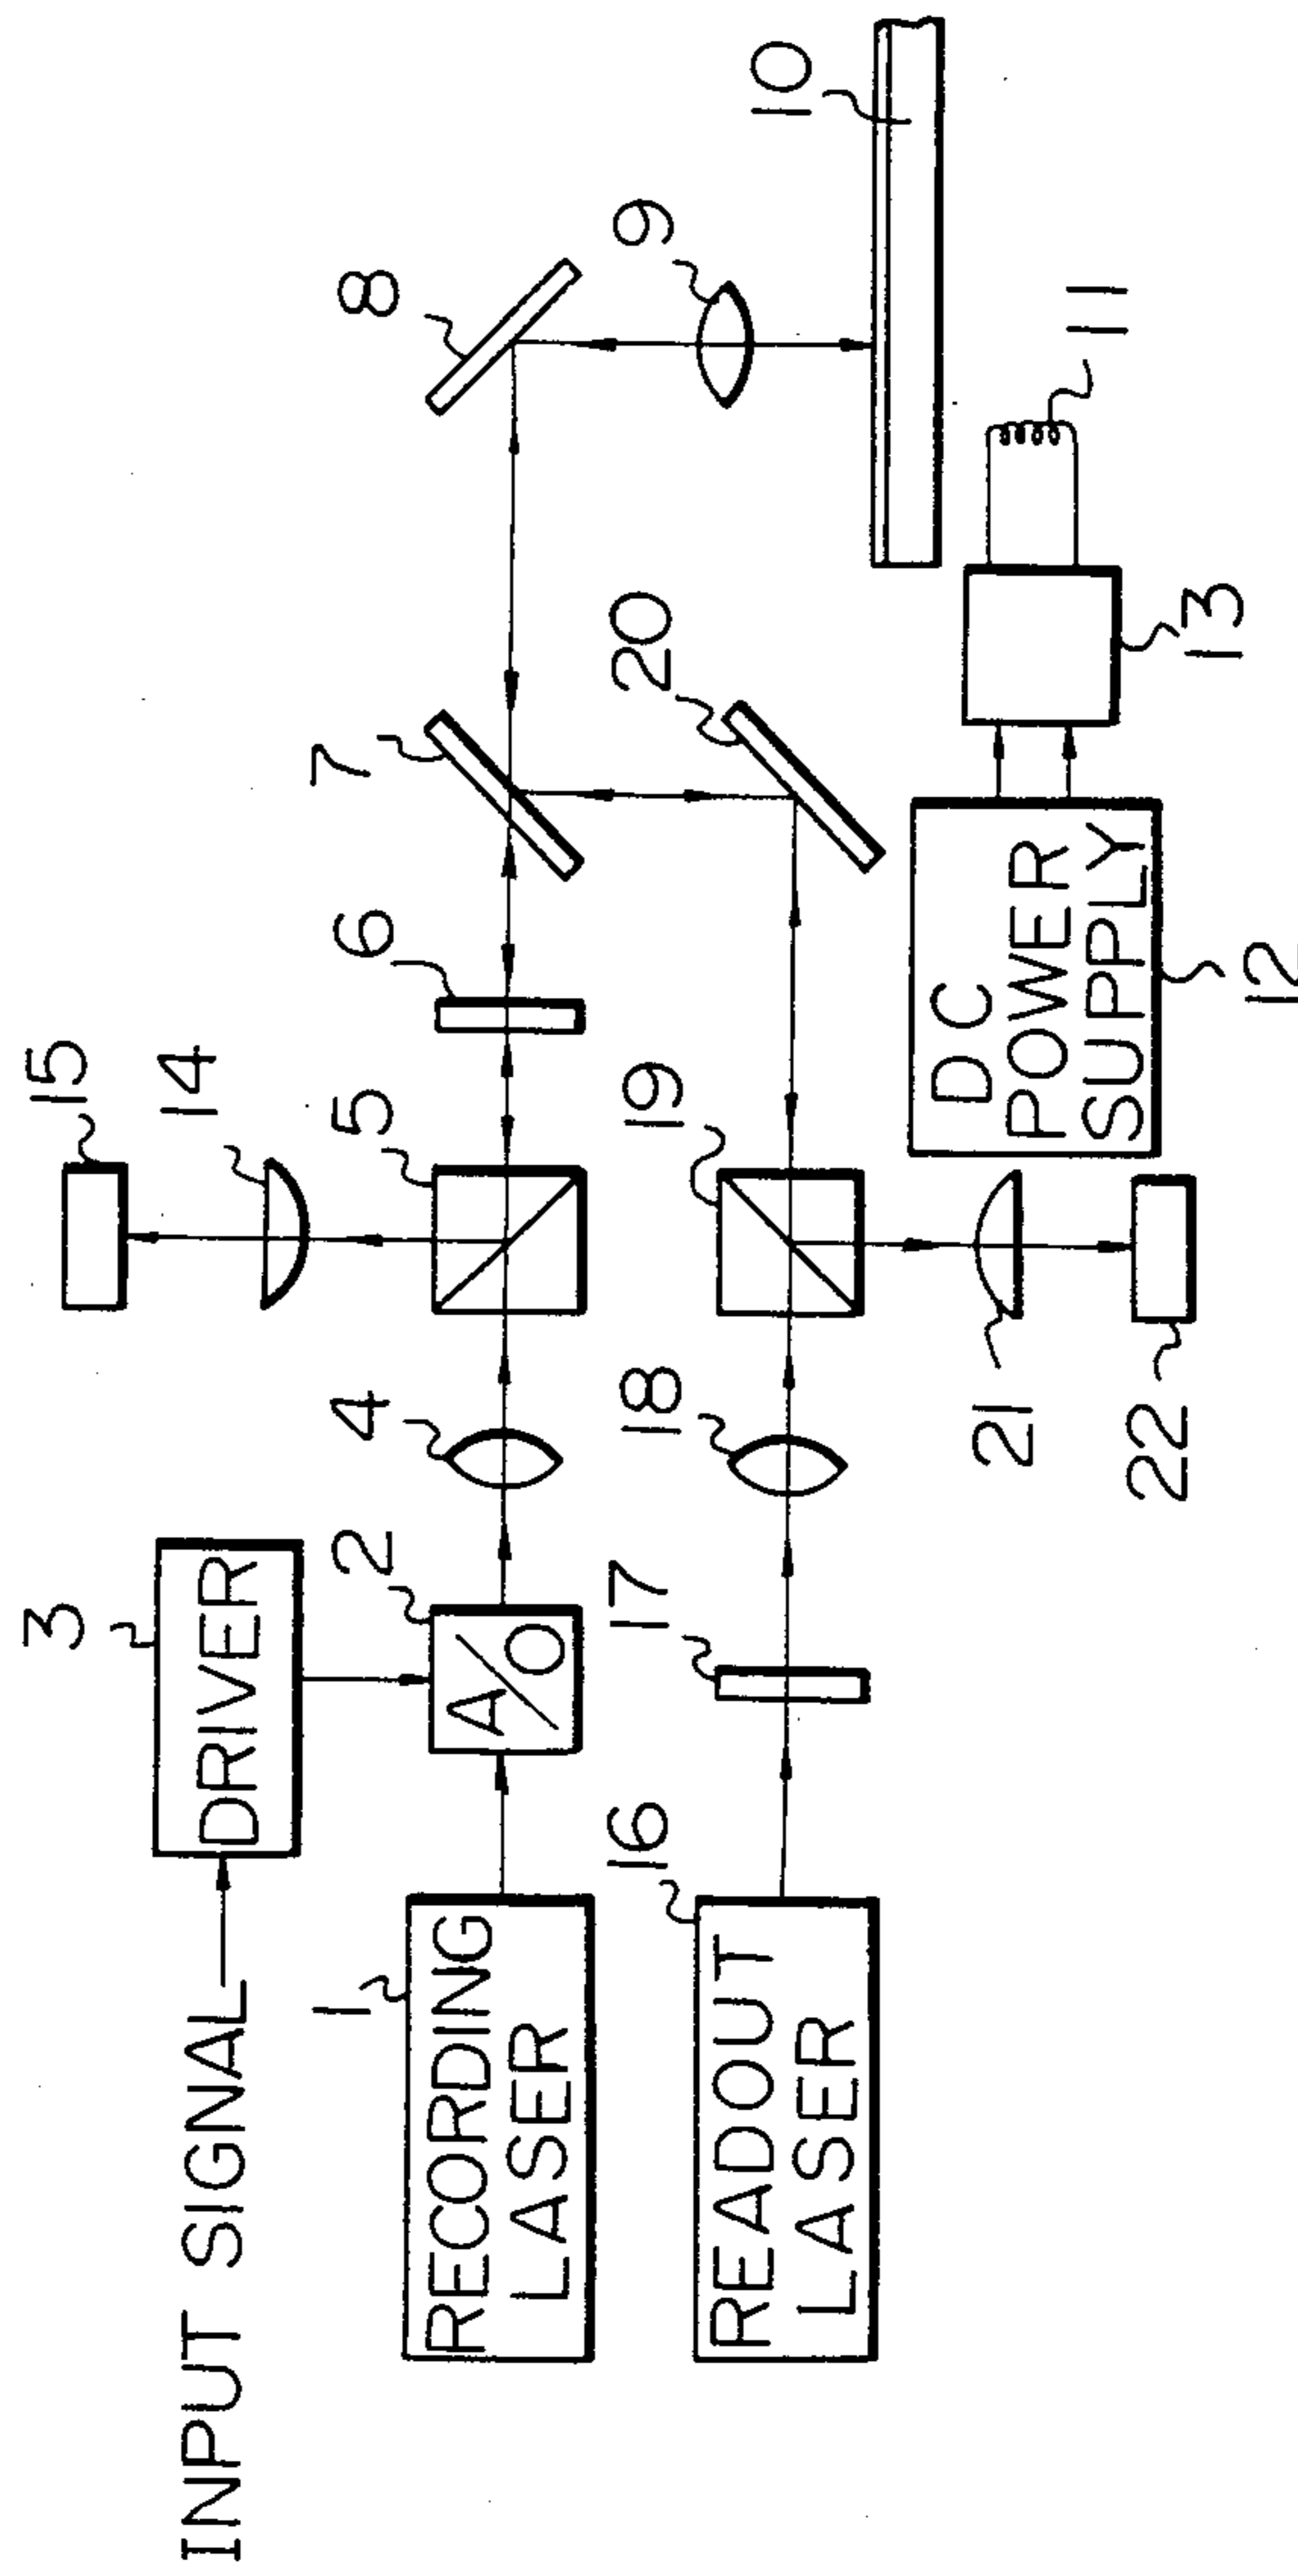 INPUT SIGNAL
3
DRIVER
15
14
1
RECORDING
LASER
2
A/O
4
5
6
7
8
9
10
16
READOUT
LASER
17
18
19
20
21
22
DC
POWER
SUPPLY
12
13
11